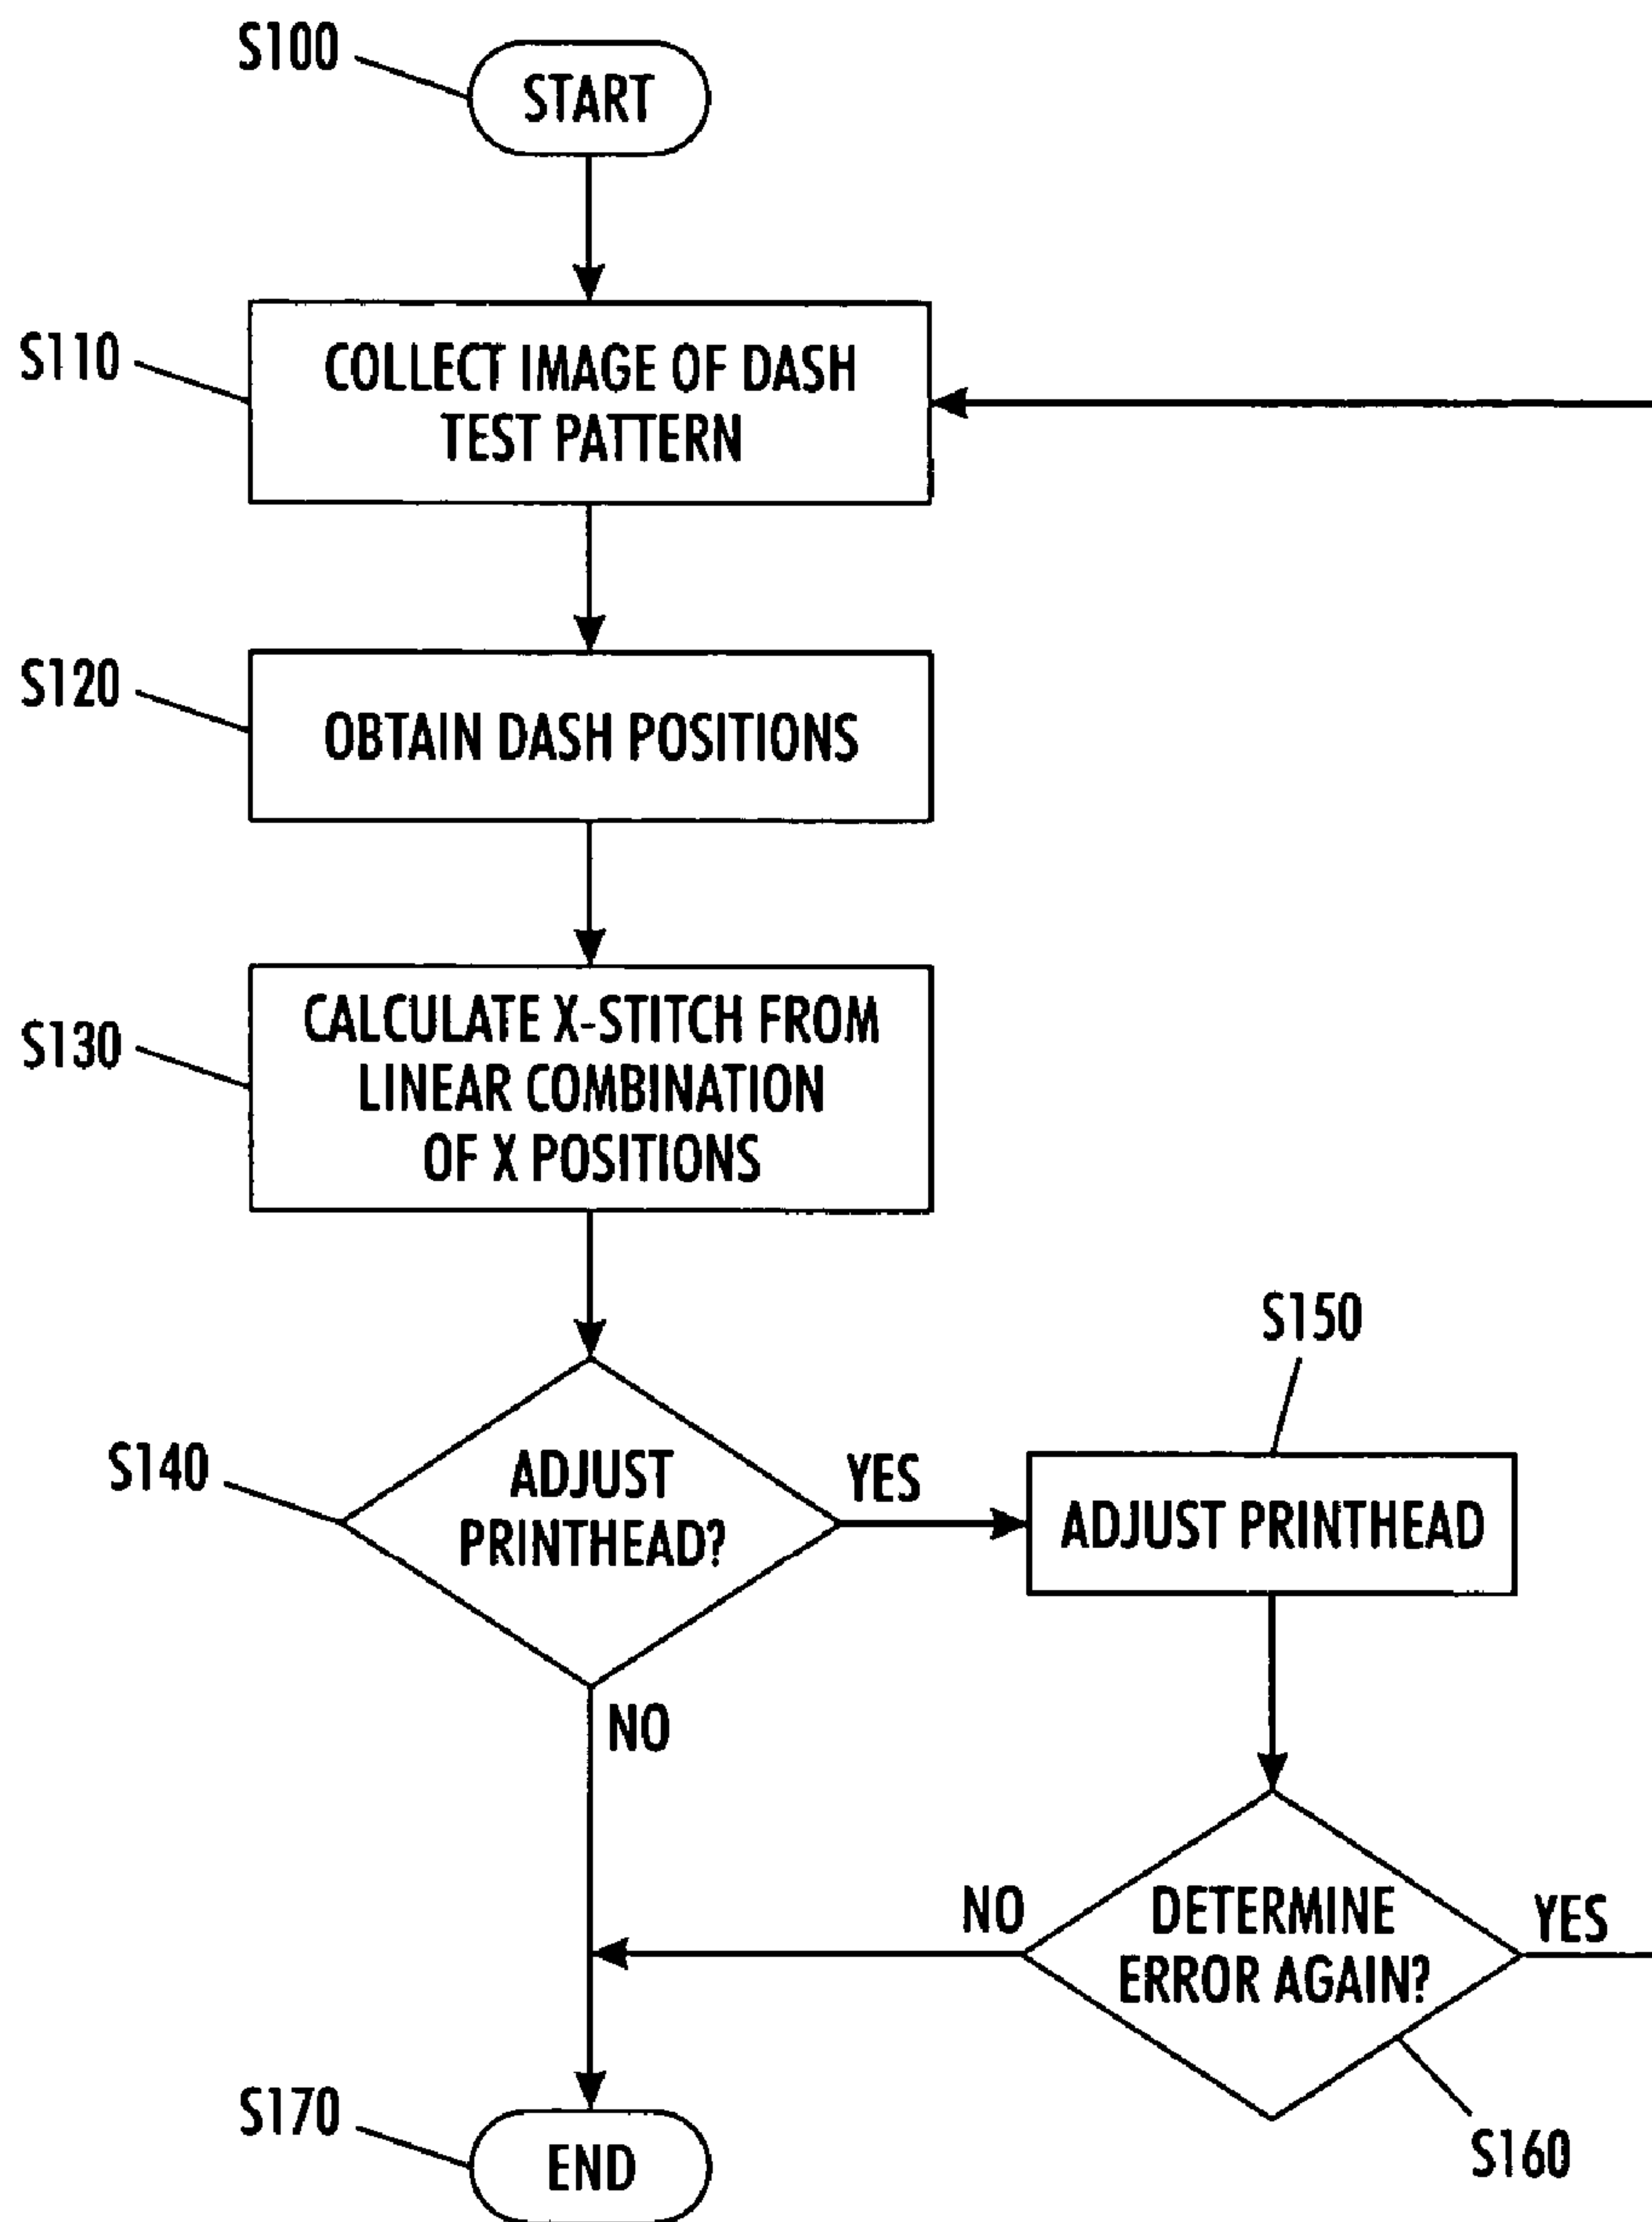 S100
START
S110
COLLECT IMAGE OF DASH
TEST PATTERN
S120
OBTAIN DASH POSITIONS
S130
CALCULATE X-STITCH FROM
LINEAR COMBINATION
OF X POSITIONS
S140
ADJUST
PRINTHEAD?
YES
S150
ADJUST PRINTHEAD
NO
NO
DETERMINE
ERROR AGAIN?
YES
S160
S170
END